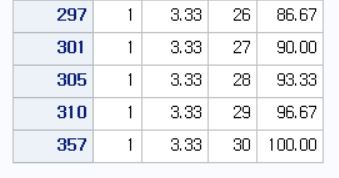 297 1 3.33 26 86.67
301 1 3.33 27 90.00
305 1 3.33 28 93.33
310 1 3.33 29 96.67
357 1 3.33 30 100.00